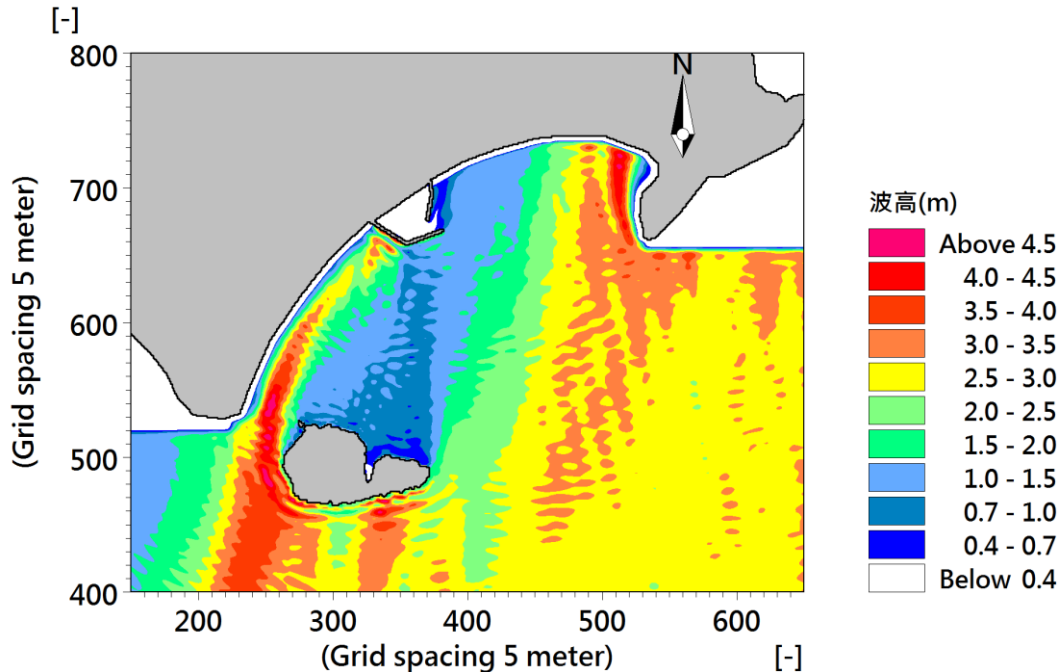 [-]
800
700
600
500
400
(Grid spacing 5 meter)
N
200
300
400
500
600
(Grid spacing 5 meter)
[-]
波高(m)
Above 4.5
4.0 - 4.5
3.5 - 4.0
3.0 - 3.5
2.5 - 3.0
2.0 - 2.5
1.5 - 2.0
1.0 - 1.5
0.7 - 1.0
0.4 - 0.7
Below 0.4